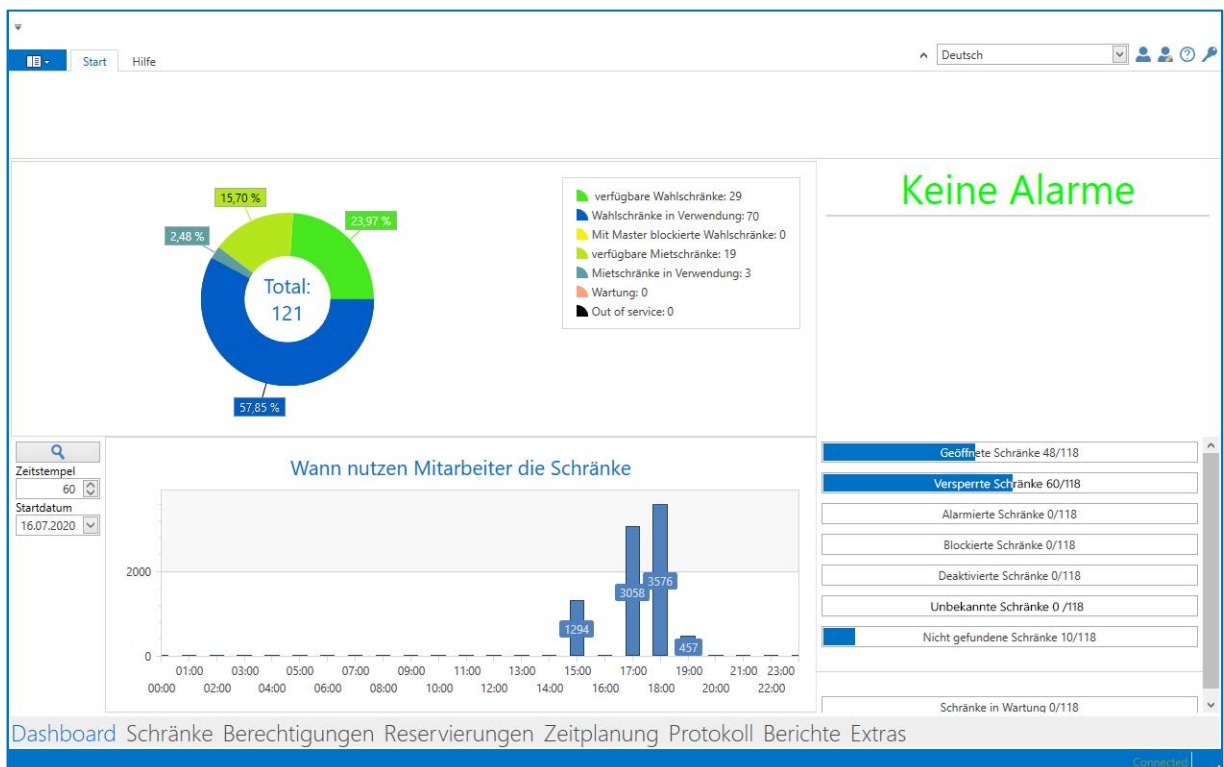 Start Hilfe
Deutsch
15,70 %
23,97 %
2,48 %
Total:
121
57,85 %
verfügbare Wahlschränke: 29
Wahlschränke in Verwendung: 70
Mit Master blockierte Wahlschränke: 0
verfügbare Mietschränke: 19
Mietschränke in Verwendung: 3
Wartung: 0
Out of service: 0
Keine Alarme
Zeitstempel
60
Startdatum
16.07.2020
Wann nutzen Mitarbeiter die Schränke
2000
0
1294
3058
3576
457
01:00 03:00 05:00 07:00 09:00 11:00 13:00 15:00 17:00 19:00 21:00 23:00
00:00 02:00 04:00 06:00 08:00 10:00 12:00 14:00 16:00 18:00 20:00 22:00
Geöffnete Schränke 48/118
Versperrte Schränke 60/118
Alarmierte Schränke 0/118
Blockierte Schränke 0/118
Deaktivierte Schränke 0/118
Unbekannte Schränke 0 /118
Nicht gefundene Schränke 10/118
Schränke in Wartung 0/118
Dashboard Schränke Berechtigungen Reservierungen Zeitplanung Protokoll Berichte Extras
Connected